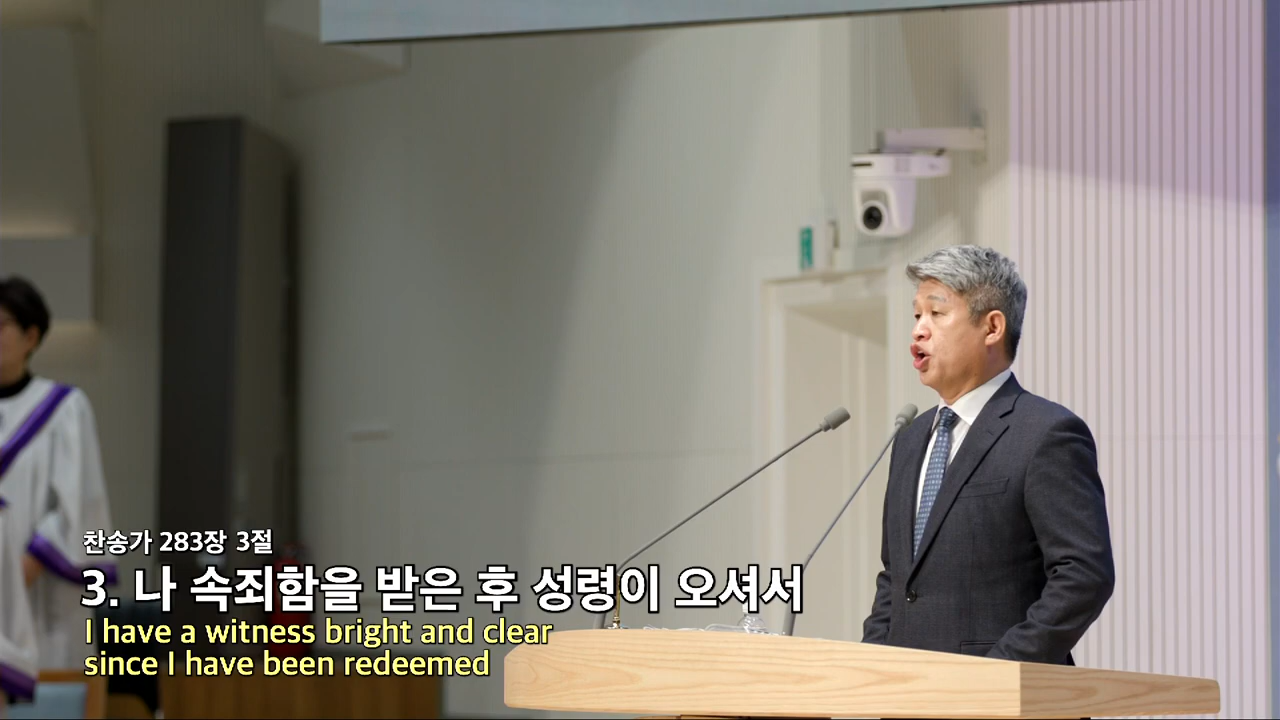 찬송가 283장 3절
3. 나 속죄함을 받은 후 성령이 오셔서
I have a witness bright and clear
since I have been redeemed